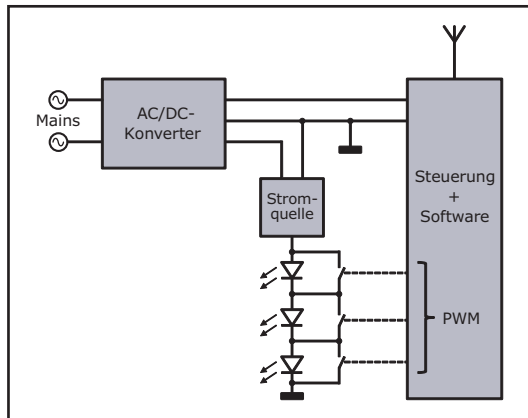 Mains
AC/DC-
Konverter
Strom-
quelle
Steuerung
+
Software
PWM